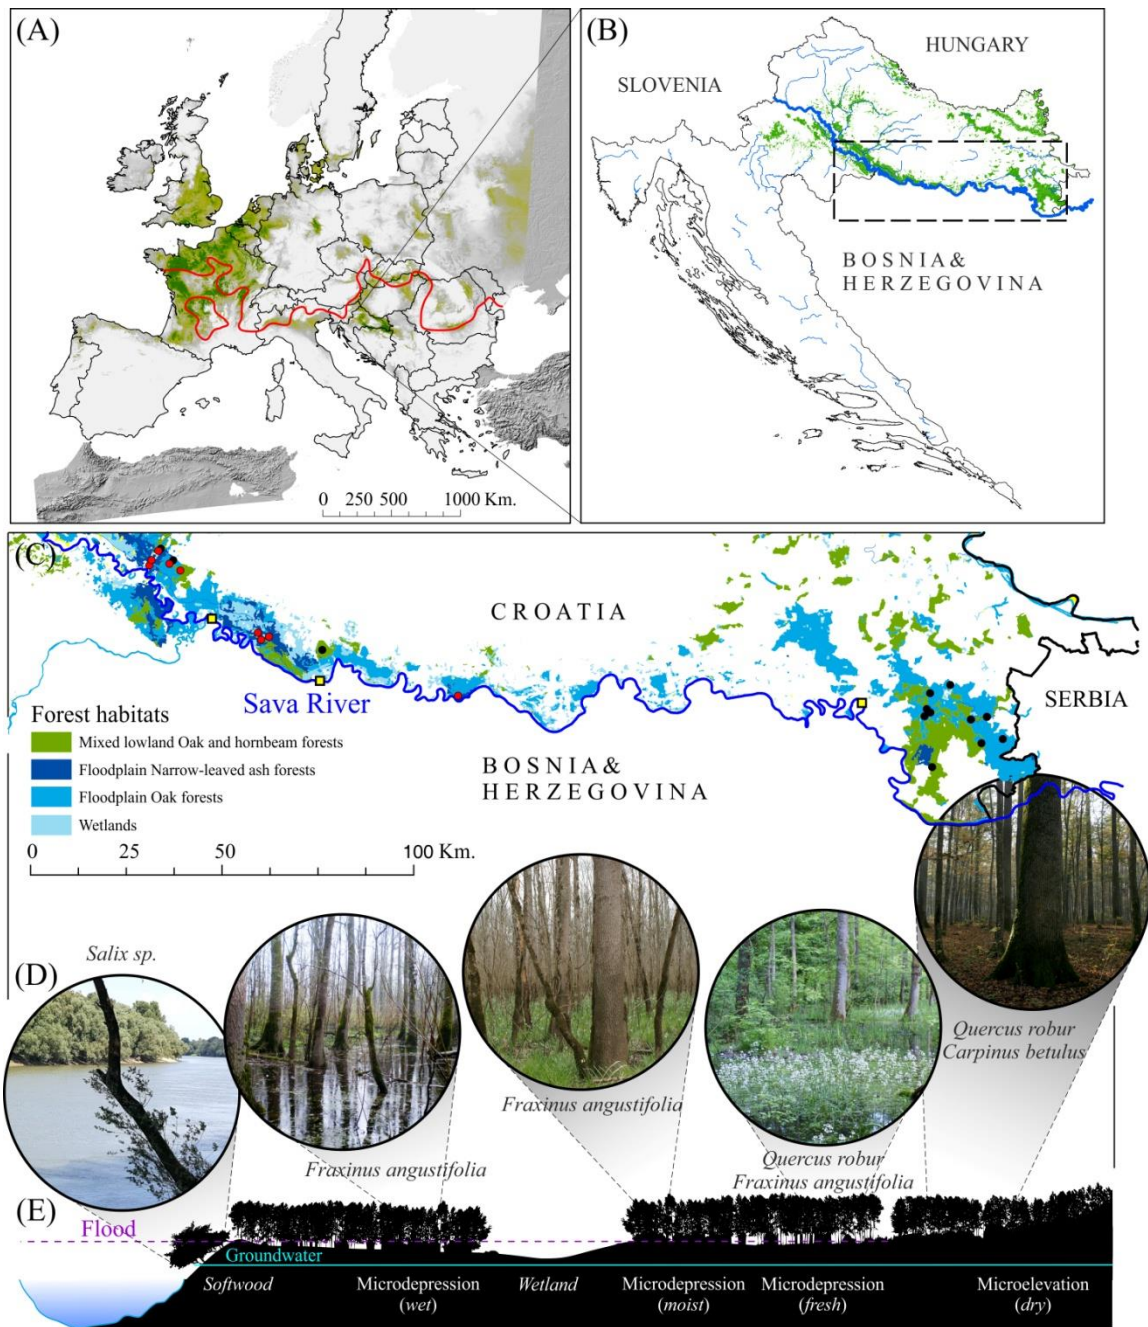 (A)
0 250 500 1000 Km.
(B)
HUNGARY
SLOVENIA
BOSNIA&
HERZEGOVINA
(C)
CROATIA
Sava River
SERBIA
BOSNIA&
HERZEGOVINA
Forest habitats
Mixed lowland Oak and hornbeam forests
Floodplain Narrow-leaved ash forests
Floodplain Oak forests
Wetlands
0 25 50 100 Km.
(D)
Salix sp.
Fraxinus angustifolia
Fraxinus angustifolia
Quercus robur
Fraxinus angustifolia
Quercus robur
Carpinus betulus
(E)
Flood
Groundwater
Softwood
Microdepression
(wet)
Wetland
Microdepression
(moist)
Microdepression
(fresh)
Microelevation
(dry)